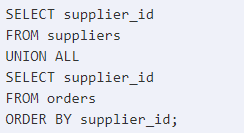 SELECT supplier_id
FROM suppliers
UNION ALL
SELECT supplier_id
FROM orders
ORDER BY supplier_id;